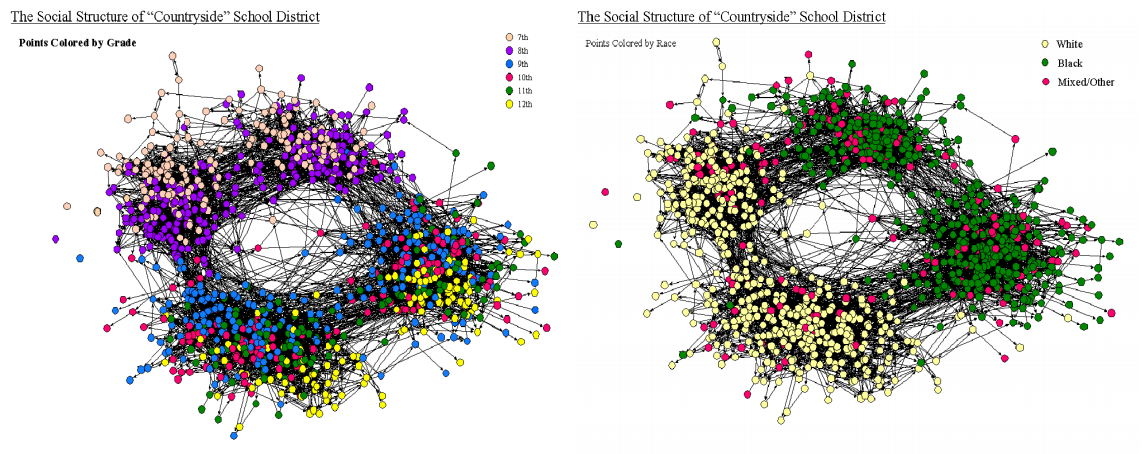 The Social Structure of “Countryside” School District
Points Colored by Grade
7th
8th
9th
10th
11th
12th
The Social Structure of “Countryside” School District
Points Colored by Race
White
Black
Mixed/Other